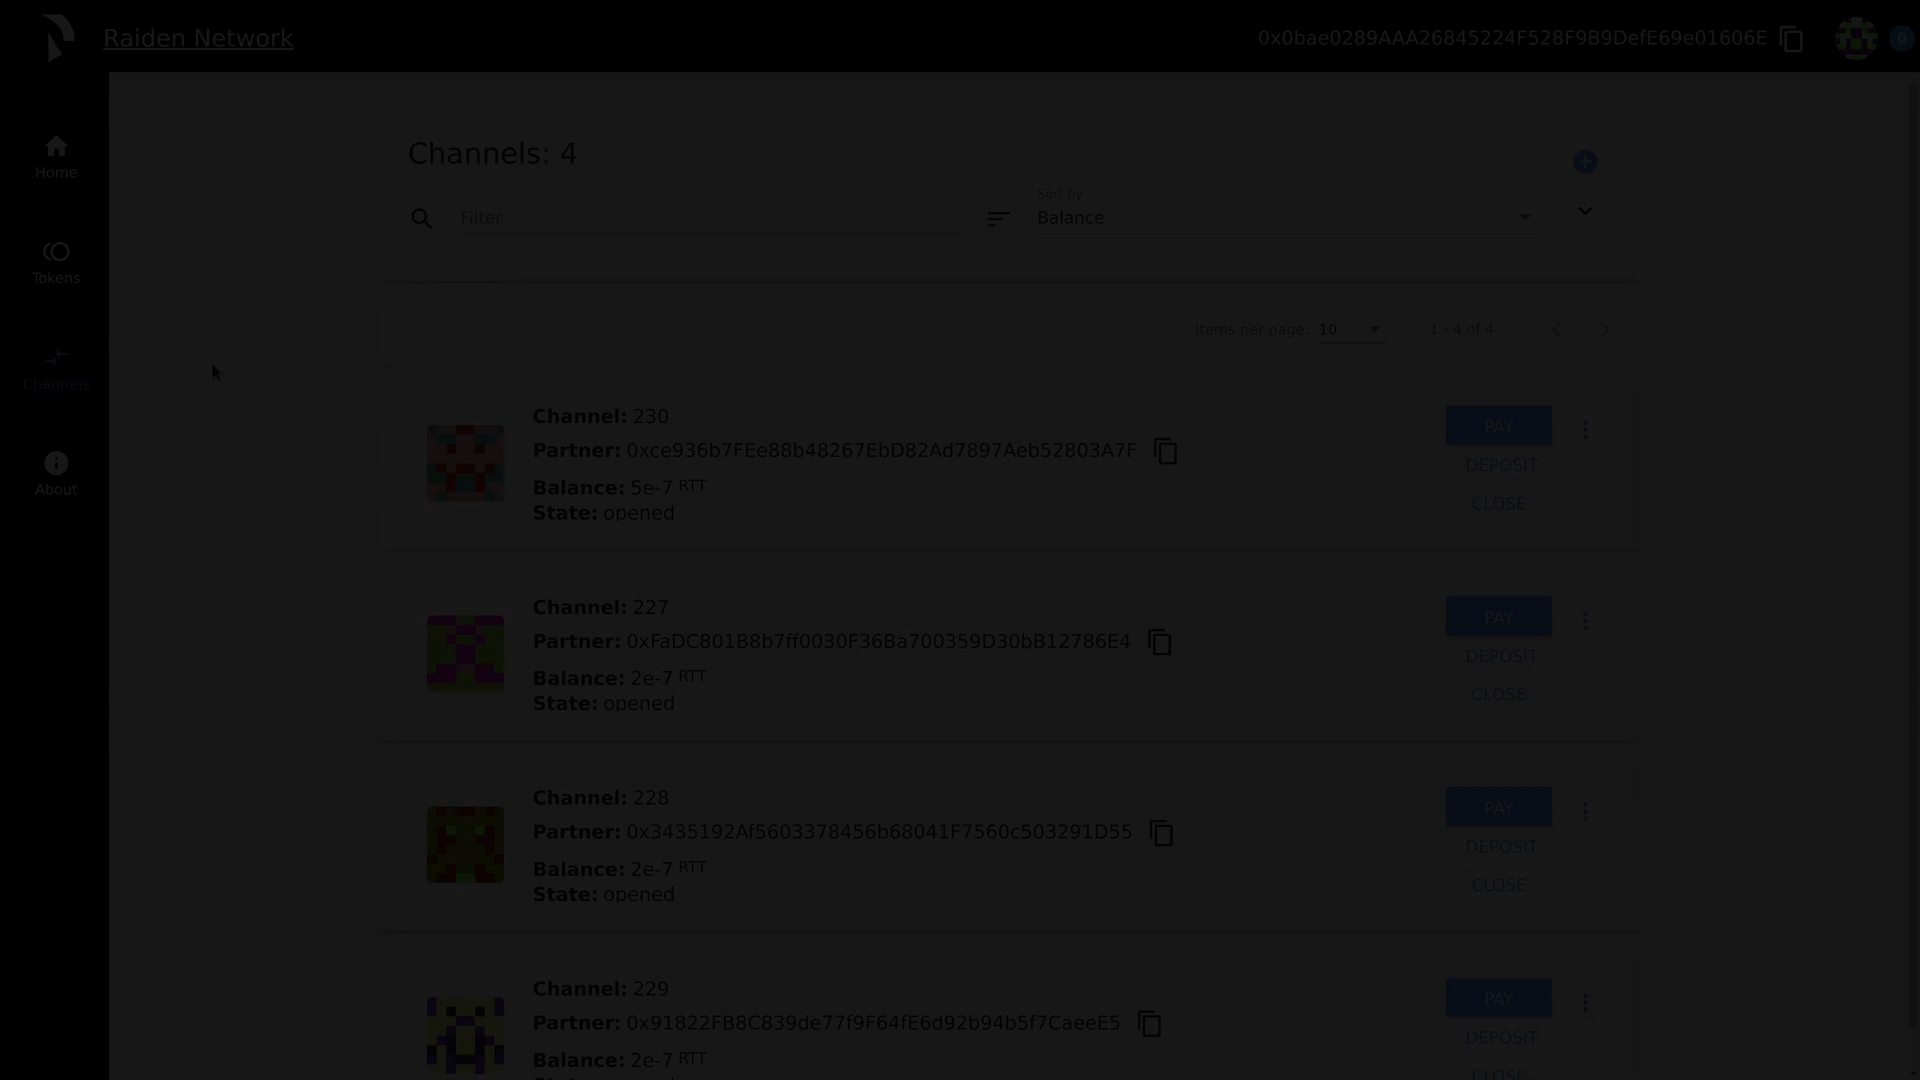 Raiden Network
0x0bae0289AAA26845224F528F9B9DefE69e01606E
0
Home
Tokens
Channels
About
Channels: 4
Filter
Sort by
Balance
Items per page: 10
1 - 4 of 4
Channel: 230
Partner: 0xce936b7FEe88b48267EbD82Ad7897Aeb52803A7F
Balance: 5e-7 RTT
State: opened
PAY
DEPOSIT
CLOSE
Channel: 227
Partner: 0xFaDC801B8b7ff0030F36Ba700359D30bB12786E4
Balance: 2e-7 RTT
State: opened
PAY
DEPOSIT
CLOSE
Channel: 228
Partner: 0x3435192Af5603378456b68041F7560c503291D55
Balance: 2e-7 RTT
State: opened
PAY
DEPOSIT
CLOSE
Channel: 229
Partner: 0x91822FB8C839de77f9F64fE6d92b94b5f7CaeeE5
Balance: 2e-7 RTT
PAY
DEPOSIT
CLOSE